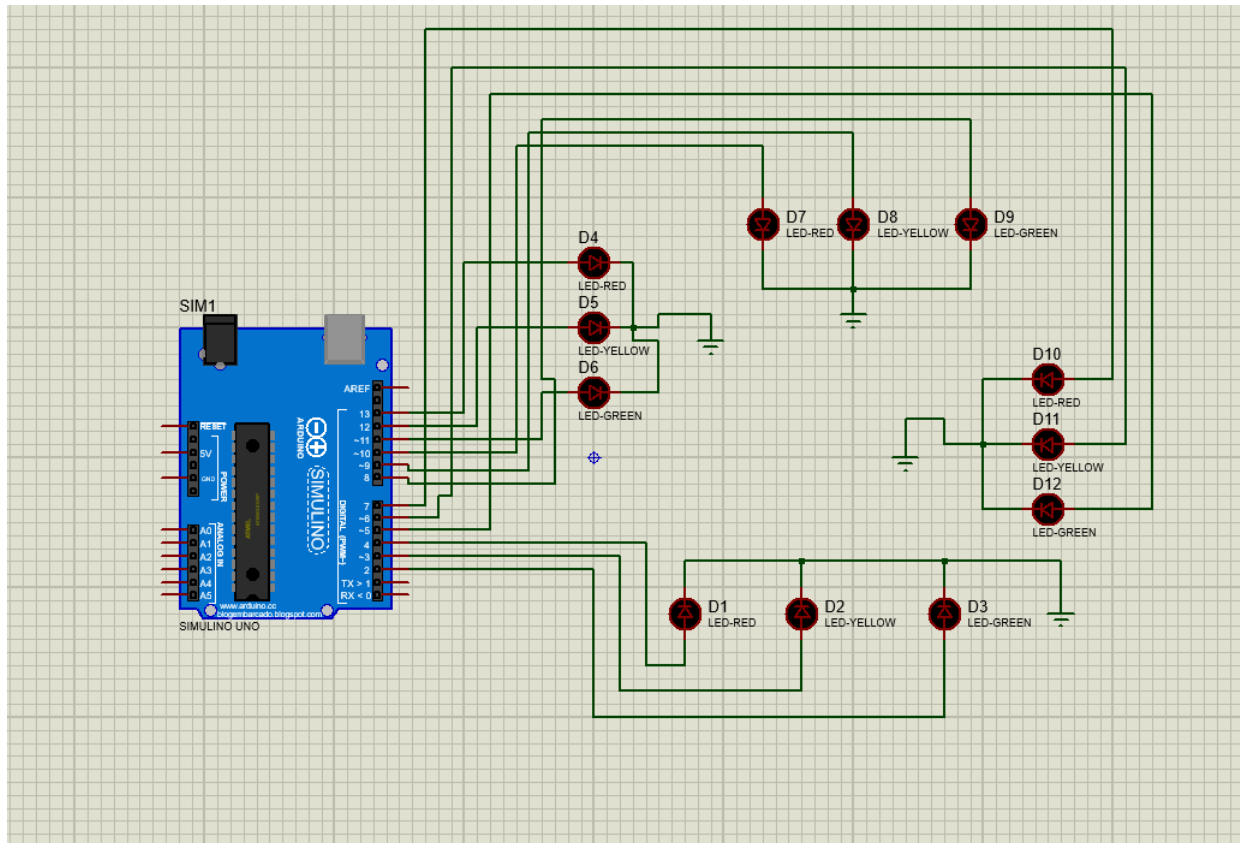 D7
LED-RED
D8
LED-YELLOW
D9
LED-GREEN
D4
LED-RED
D5
LED-YELLOW
D6
LED-GREEN
SIM1
AREF
13
12
~11
~10
~9
8
7
~6
~5
4
~3
2
TX > 1
RX < 0
DIGITAL (PWM~)
ARDUINO
SIMULINO
RESET
5V
GND
POWER
A0
A1
A2
A3
A4
A5
ANALOG IN
www.arduino.cc
blogembarcado.blogspot.com
SIMULINO UNO
D10
LED-RED
D11
LED-YELLOW
D12
LED-GREEN
D1
LED-RED
D2
LED-YELLOW
D3
LED-GREEN